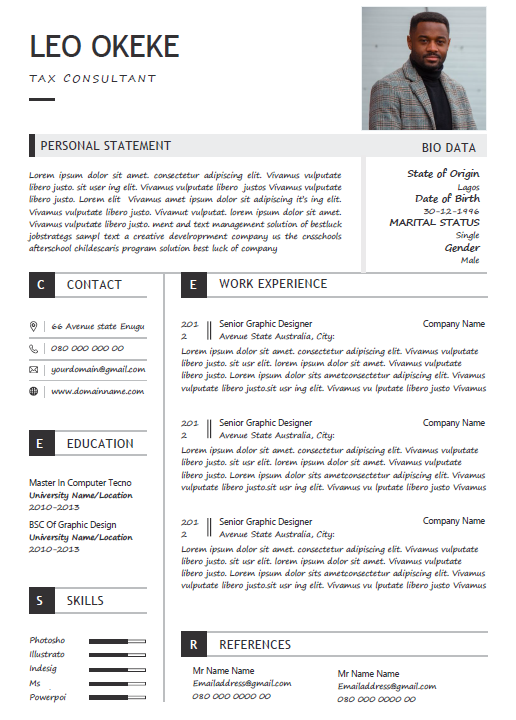 LEO OKEKE
TAX CONSULTANT
PERSONAL STATEMENT
Lorem ipsum dolor sit amet. consectetur adipiscing elit. Vivamus vulputate
libero justo. sit user ing elit. Vivamus vulputate libero justos Vivamus vulputate
libero justo. Lorem elit Vivamus amet ipsum dolor sit amet adipiscing it's ing elit.
Vivamus vulputate libero justo. Vivamut vulputat. lorem ipsum dolor sit amet.
Vivamus vulputate libero justo. ment and text management solution of bestluck
jobstrategs sampl text a creative develroprnment company us the cnsschools
afterschool childescaris program solution best luck of company
BIO DATA
State of Origin
Lagos
Date of Birth
30-12-1996
MARITAL STATUS
Single
Gender
Male
C CONTACT
66 Avenue state Enugu
080 000 000 00
yourdomain@gmail.com
www.domainname.com
E EDUCATION
Master In Computer Tecno
University Name/Location
2010-2013
BSC Of Graphic Design
University Name/Location
2010-2013
S SKILLS
Photosho
Illustrato
Indesig
Ms
Powerpoi
E WORK EXPERIENCE
201
2
Senior Graphic Designer
Company Name
Avenue State Australia, City:
Lorem ipsum dolor sit amet. consectetur adipiscing elit. Vivamus vulputate
libero justo. sit usr elit. lorem dolor sit amet. Vivamus vulputate vulputate
libero justo. Lorem ipsum dolor sits ametconsectetur adipiscing elit. Vivamus
vulputate libero justo.sit usr ing elit. Vivamus vu lputate libero justo Vivamus
201
2
Senior Graphic Designer
Company Name
Avenue State Australia, City:
Lorem ipsum dolor sit amet. consectetur adipiscing elit. Vivamus vulputate
libero justo. sit usr elit. lorem dolor sit amet. Vivamus vulputate vulputate
libero justo. Lorem ipsum dolor sits ametconsectetur adipiscing elit. Vivamus
vulputate libero justo.sit usr ing elit. Vivamus vu lputate libero justo Vivamus
201
2
Senior Graphic Designer
Company Name
Avenue State Australia, City:
Lorem ipsum dolor sit amet. consectetur adipiscing elit. Vivamus vulputate
libero justo. sit usr elit. lorem dolor sit amet. Vivamus vulputate vulputate
libero justo. Lorem ipsum dolor sits ametconsectetur adipiscing elit. Vivamus
vulputate libero justo.sit usr ing elit. Vivamus vu lputate libero justo Vivamus
R REFERENCES
Mr Name Name
Emailaddress@gmail.com
080 000 0000 00
Mr Name Name
Emailaddress@gmail.com
080 000 0000 00